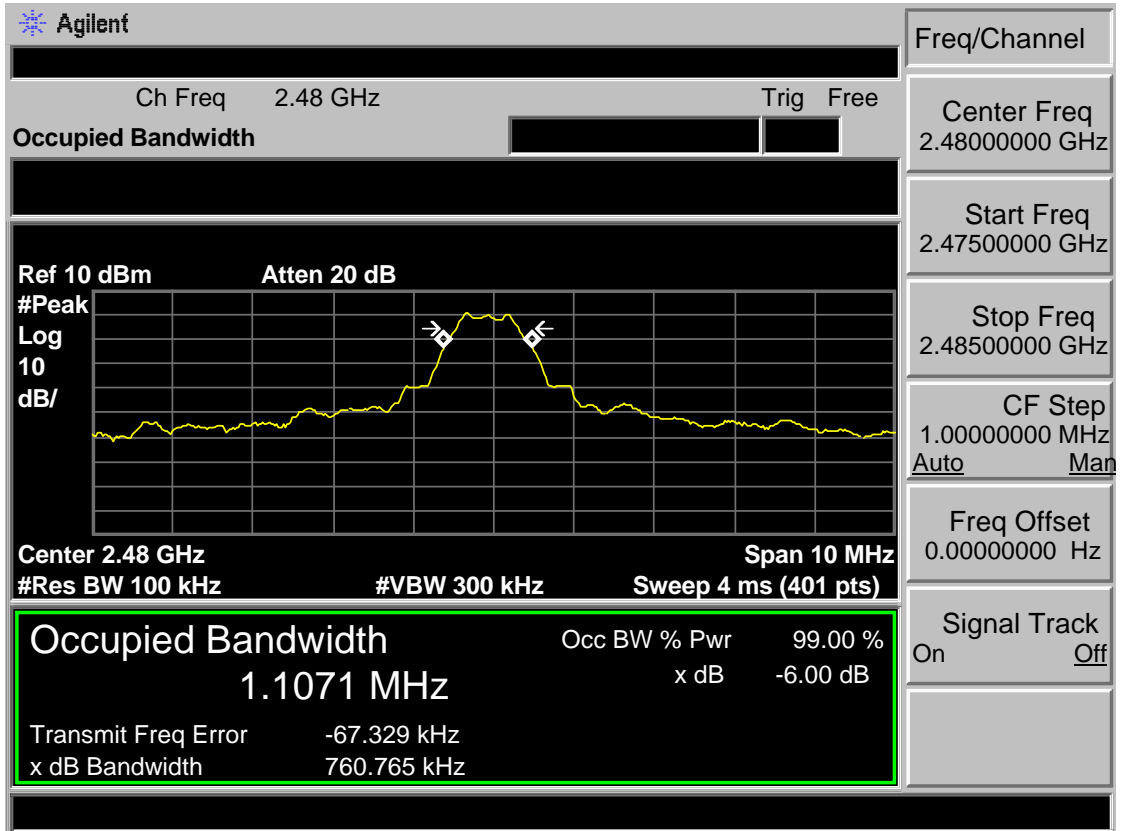 Agilent
Freq/Channel
Ch Freq 2.48 GHz Trig Free
Occupied Bandwidth
Center Freq
2.48000000 GHz
Start Freq
2.47500000 GHz
Stop Freq
2.48500000 GHz
CF Step
1.00000000 MHz
Auto Man
Freq Offset
0.00000000 Hz
Signal Track
On Off
Ref 10 dBm Atten 20 dB
#Peak
Log
10
dB/
Center 2.48 GHz Span 10 MHz
#Res BW 100 kHz #VBW 300 kHz Sweep 4 ms (401 pts)
Occupied Bandwidth Occ BW % Pwr 99.00 %
1.1071 MHz x dB -6.00 dB
Transmit Freq Error -67.329 kHz
x dB Bandwidth 760.765 kHz